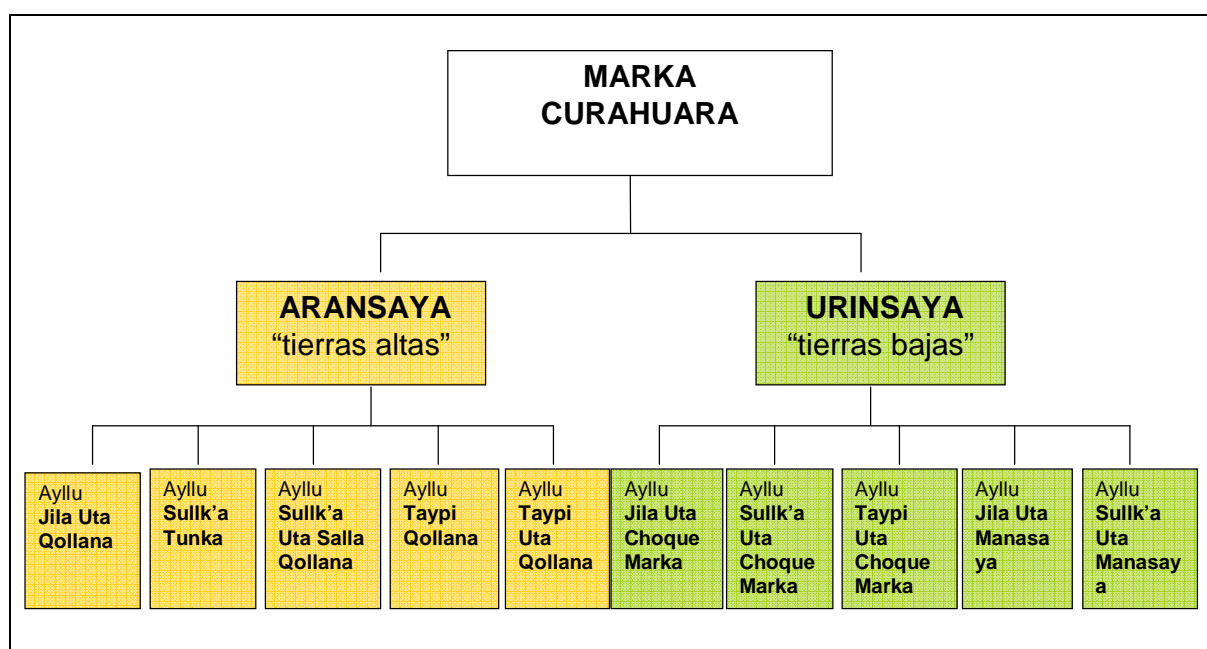 MARKA
CURAHUARA
ARANSAYA
“tierras altas”
URINSAYA
“tierras bajas”
Ayllu
Jila Uta
Qollana
Ayllu
Sullk’a
Tunka
Ayllu
Sullk’a
Uta Salla
Qollana
Ayllu
Taypi
Qollana
Ayllu
Taypi
Uta
Qollana
Ayllu
Jila Uta
Choque
Marka
Ayllu
Sullk’a
Uta
Choque
Marka
Ayllu
Taypi
Uta
Choque
Marka
Ayllu
Jila Uta
Manasa
ya
Ayllu
Sullk’a
Uta
Manasay
a